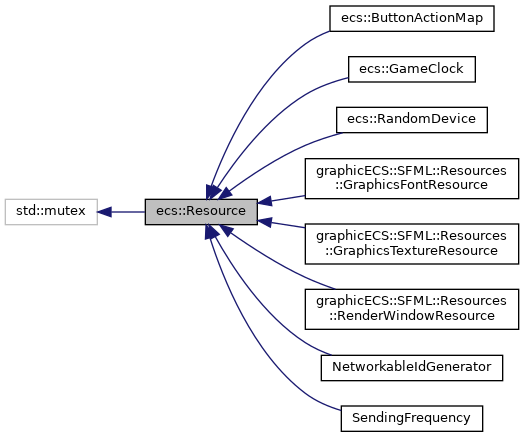 ecs::ButtonActionMap
ecs::GameClock
ecs::RandomDevice
graphicECS::SFML::Resources
::GraphicsFontResource
std::mutex
ecs::Resource
graphicECS::SFML::Resources
::GraphicsTextureResource
graphicECS::SFML::Resources
::RenderWindowResource
NetworkableIdGenerator
SendingFrequency